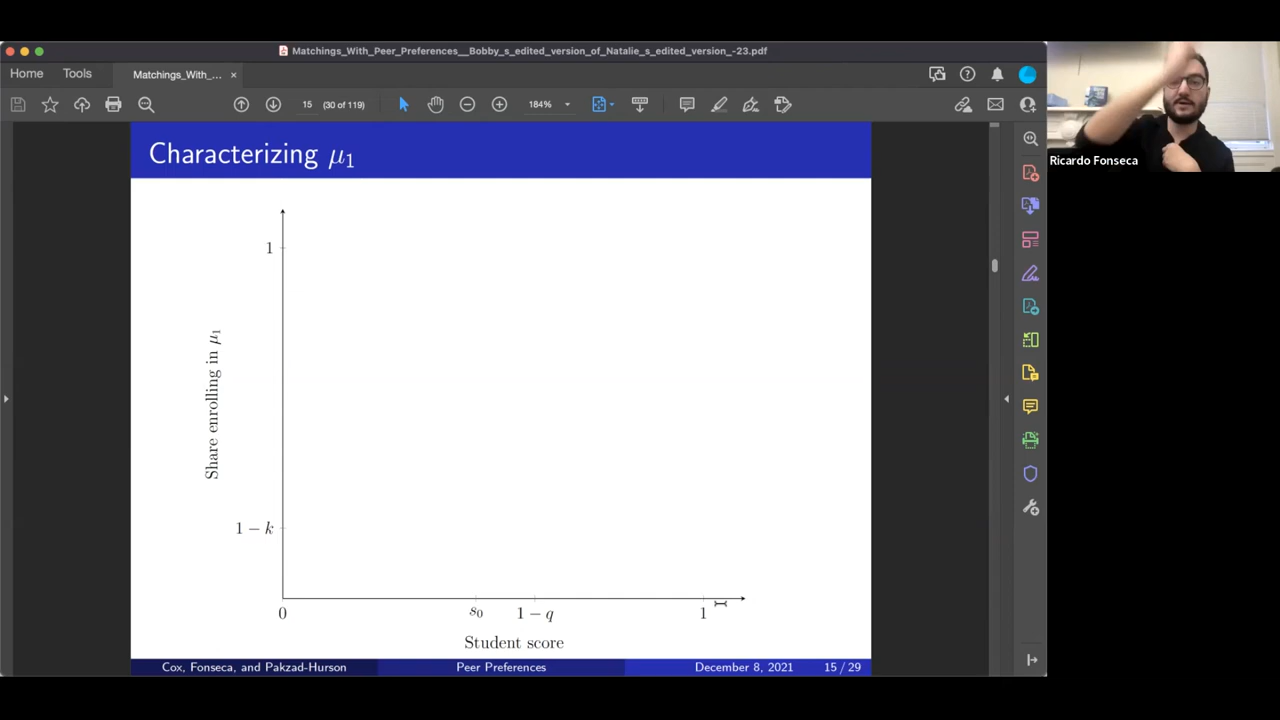 Matchings_With_Peer_Preferences__Bobby_s_edited_version_of_Natalie_s_edited_version_-23.pdf
Home Tools Matchings_With_... ×
15 (30 of 119) 184%
Characterizing μ₁
1
Share enrolling in μ₁
1 − k
0 s₀ 1 − q 1
Student score
Cox, Fonseca, and Pakzad-Hurson Peer Preferences December 8, 2021 15 / 29
Ricardo Fonseca